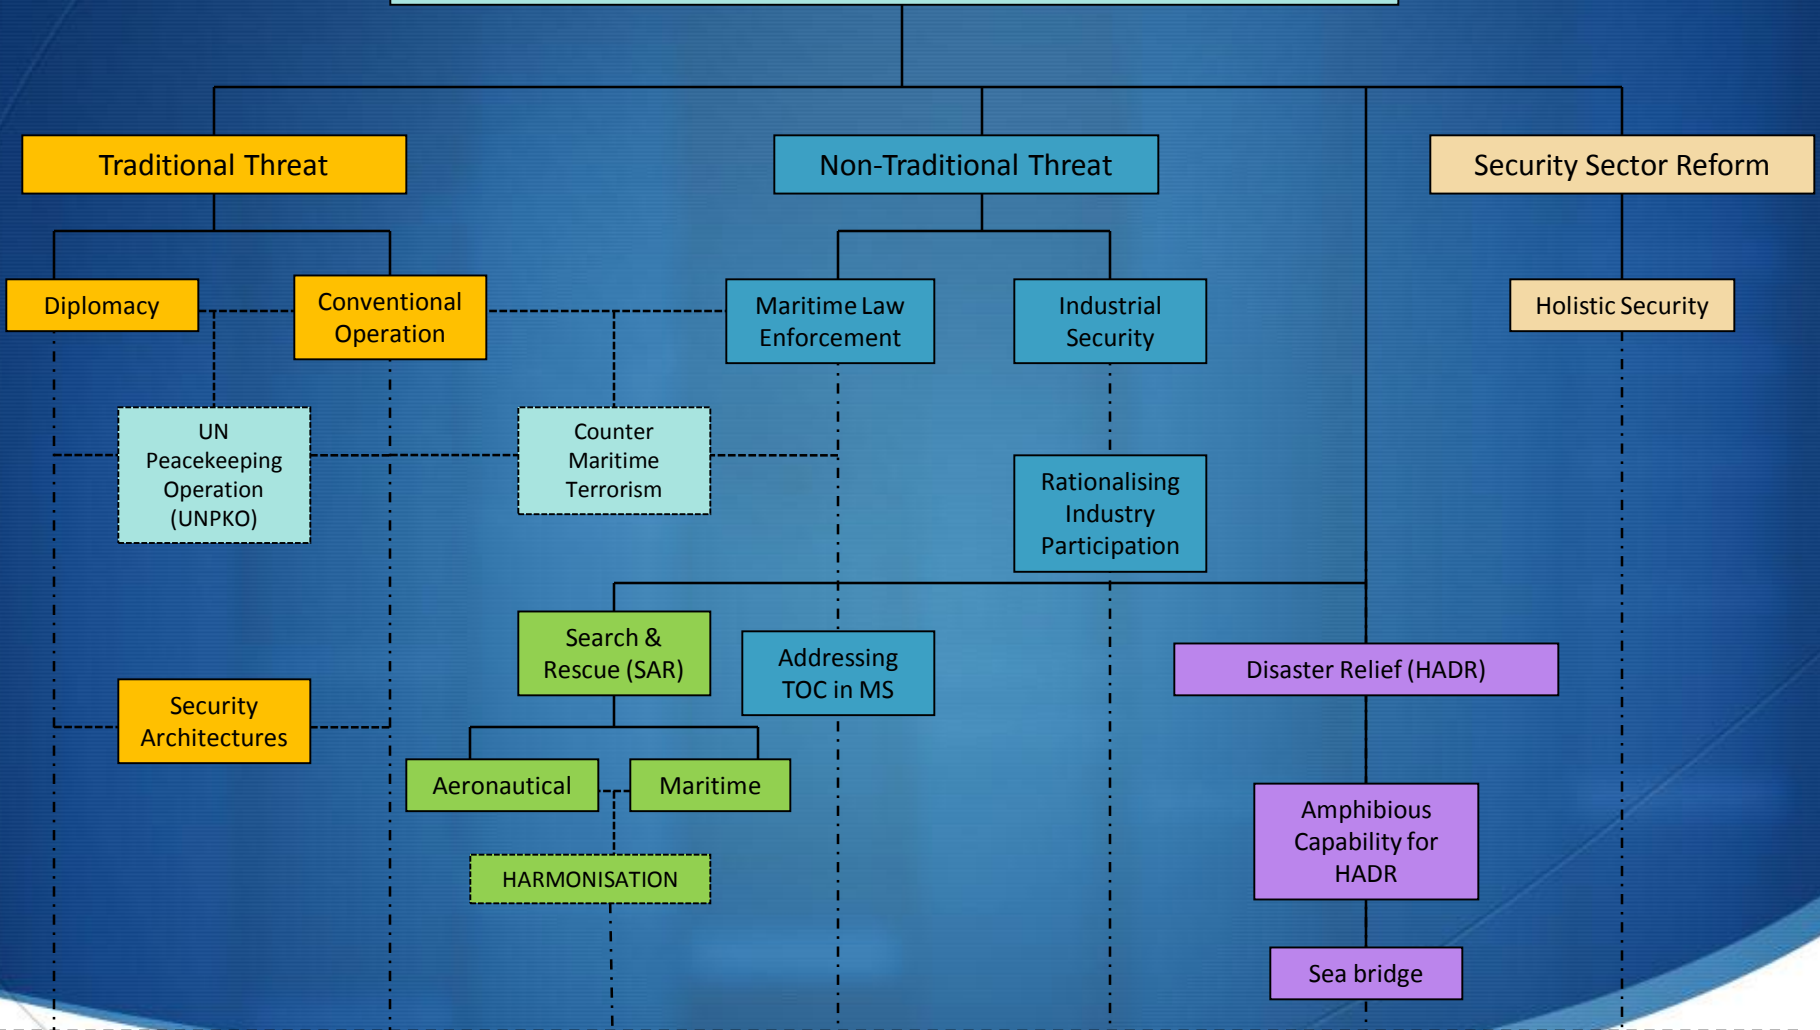 Traditional Threat
Non-Traditional Threat
Security Sector Reform
Diplomacy
Conventional
Operation
Maritime Law
Enforcement
Industrial
Security
Holistic Security
UN
Peacekeeping
Operation
(UNPKO)
Counter
Maritime
Terrorism
Rationalising
Industry
Participation
Search &
Rescue (SAR)
Addressing
TOC in MS
Disaster Relief (HADR)
Security
Architectures
Aeronautical
Maritime
Amphibious
Capability for
HADR
HARMONISATION
Sea bridge